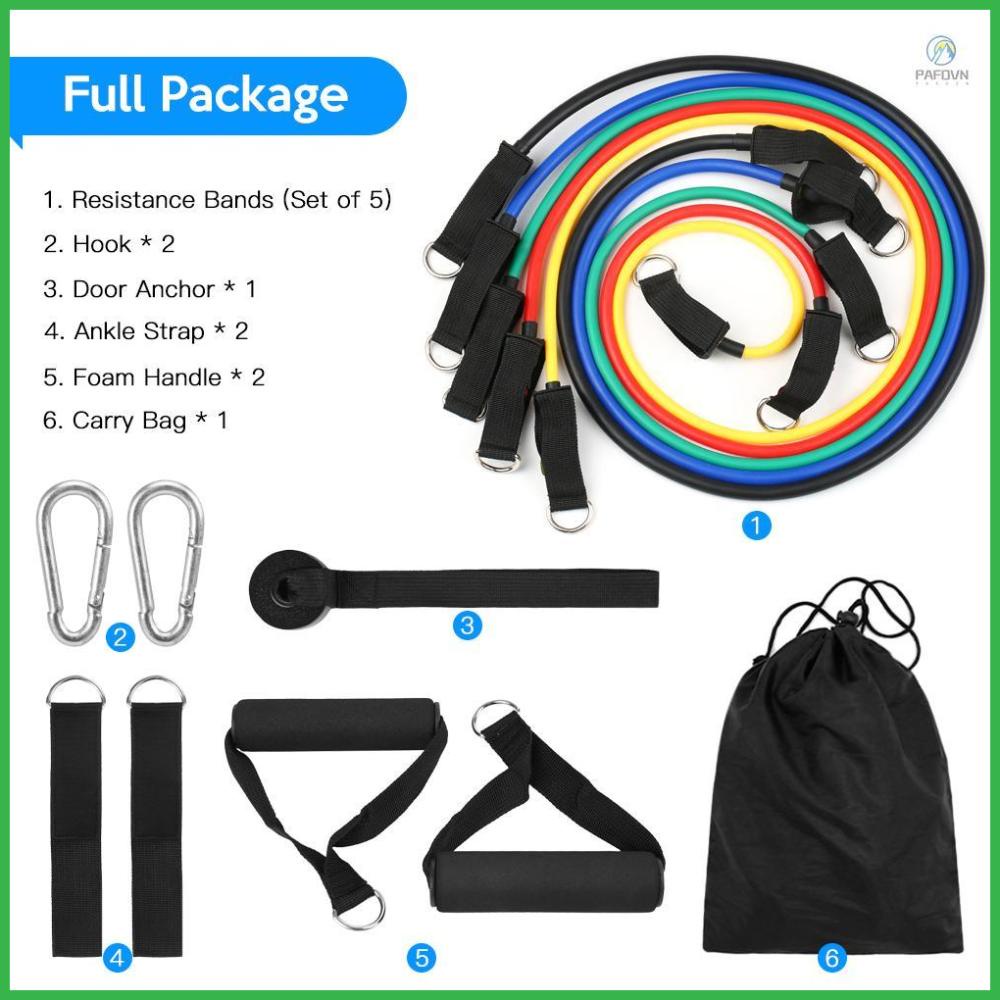 PAFOVN
Full Package
1. Resistance Bands (Set of 5)
2. Hook * 2
3. Door Anchor * 1
4. Ankle Strap * 2
5. Foam Handle * 2
6. Carry Bag * 1
1
2
3
4
5
6